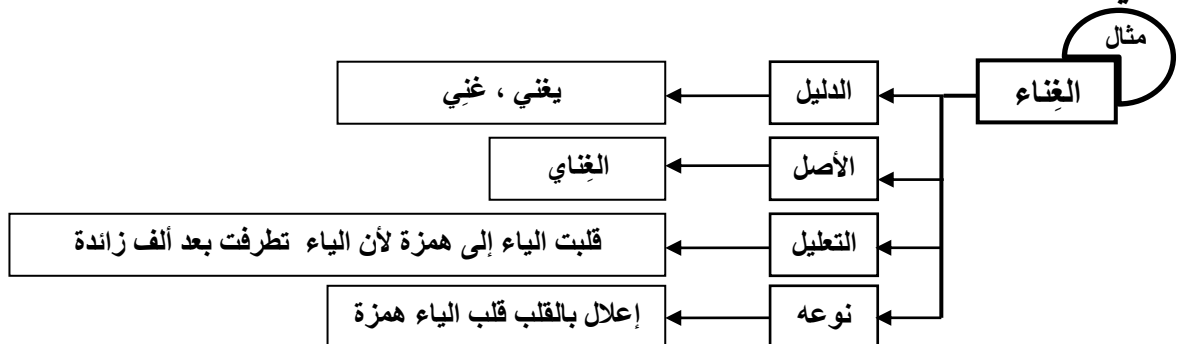 مثال
الغِناء
الدليل
يغني ، غَنِي
الأصل
الغِناي
التعليل
قلبت الياء إلى همزة لأن الياء تطرفت بعد ألف زائدة
نوعه
إعلال بالقلب قلب الياء همزة